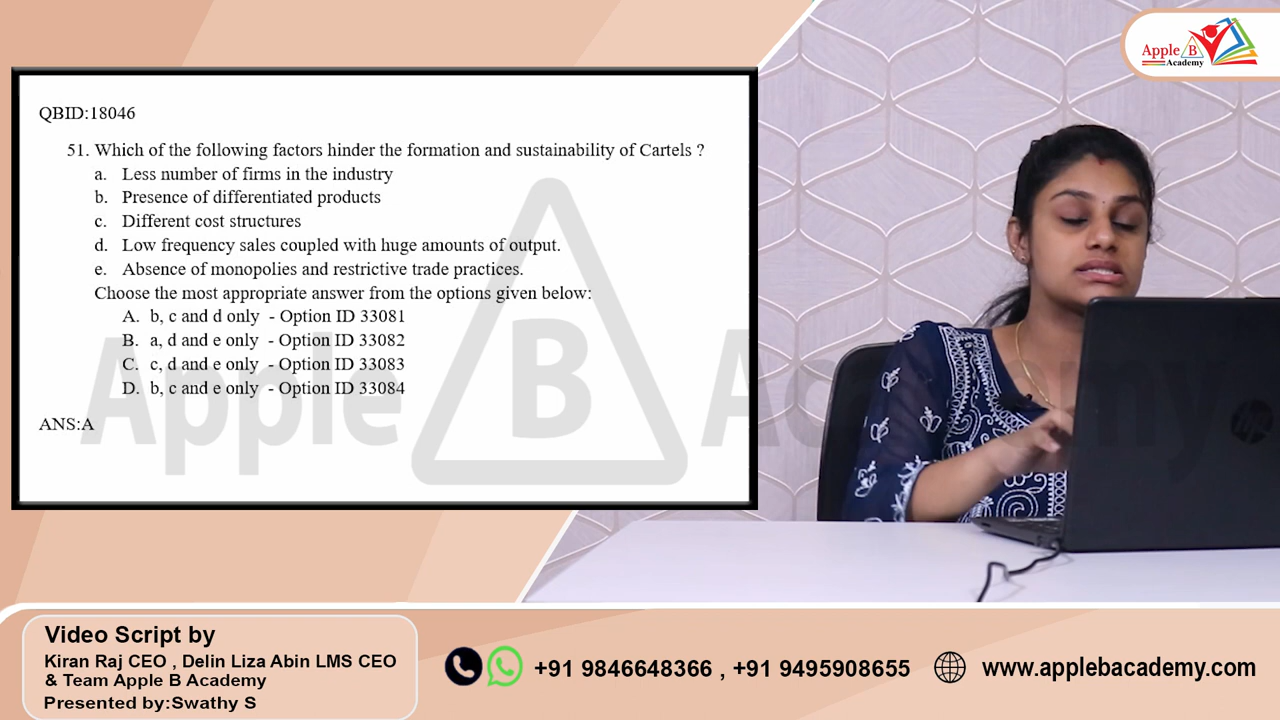 Apple B
Academy
QBID:18046
51. Which of the following factors hinder the formation and sustainability of Cartels ?
a. Less number of firms in the industry
b. Presence of differentiated products
c. Different cost structures
d. Low frequency sales coupled with huge amounts of output.
e. Absence of monopolies and restrictive trade practices.
Choose the most appropriate answer from the options given below:
A. b, c and d only - Option ID 33081
B. a, d and e only - Option ID 33082
C. c, d and e only - Option ID 33083
D. b, c and e only - Option ID 33084
ANS:A
Apple B Academy
hp
Video Script by
Kiran Raj CEO , Delin Liza Abin LMS CEO
& Team Apple B Academy
Presented by:Swathy S
+91 9846648366 , +91 9495908655
www.applebacademy.com